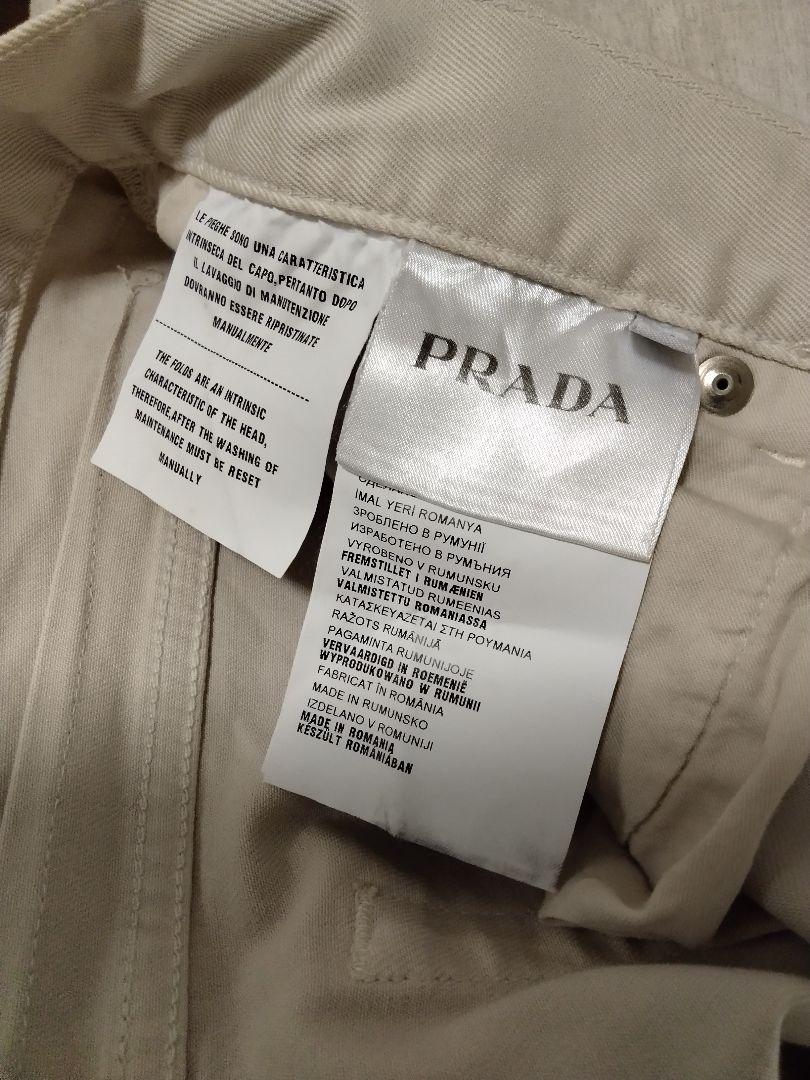 LE PIEGHE SONO UNA CARATTERISTICA
INTRINSECA DEL CAPO,PERTANTO DOPO
IL LAVAGGIO DI MANUTENZIONE
DOVRANNO ESSERE RIPRISTINATE
MANUALMENTE
THE FOLDS ARE AN INTRINSIC
CHARACTERISTIC OF THE HEAD,
THEREFORE,AFTER THE WASHING OF
MAINTENANCE MUST BE RESET
MANUALLY
PRADA
IMAL YERİ ROMANYA
ЗРОБЛЕНО В РУМУНІЇ
ИЗРАБОТЕНО В РУМЪНИЯ
VYROBENO V RUMUNSKU
FREMSTILLET I RUMÆNIEN
VALMISTATUD RUMEENIAS
VALMISTETTU ROMANIASSA
ΚΑΤΑΣΚΕΥΑΖΕΤΑΙ ΣΤΗ ΡΟΥΜΑΝΙΑ
RAŽOTS RUMĀNIJĀ
PAGAMINTA RUMUNIJOJE
VERVAARDIGD IN ROEMENIË
WYPRODUKOWANO W RUMUNII
FABRICAT ÎN ROMÂNIA
MADE IN RUMUNSKO
IZDELANO V ROMUNIJI
MADE IN ROMANIA
KÉSZÜLT ROMÁNIÁBAN